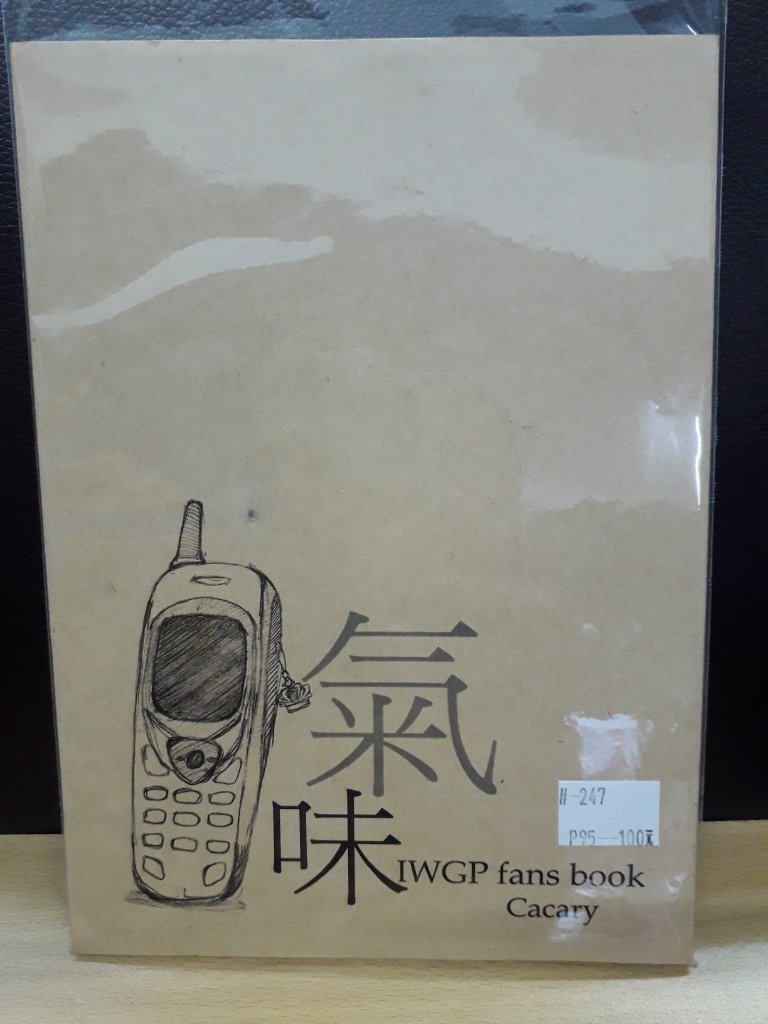 氣
味
IWGP fans book
Cacary
H-247
P95--100元